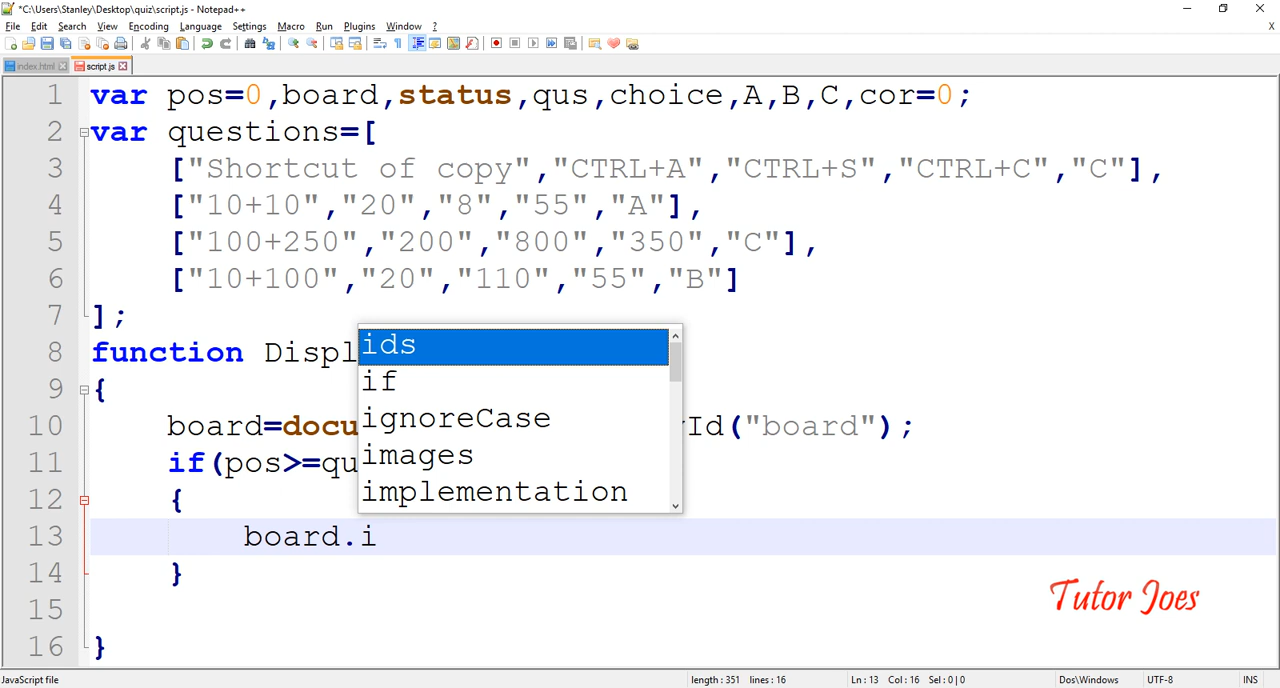 *C:\Users\Stanley\Desktop\quiz\script.js - Notepad++
File Edit Search View Encoding Language Settings Macro Run Plugins Window ?
X
index.html script.js
1 var pos=0,board,status,qus,choice,A,B,C,cor=0;
2 var questions=[
3 ["Shortcut of copy","CTRL+A","CTRL+S","CTRL+C","C"],
4 ["10+10","20","8","55","A"],
5 ["100+250","200","800","350","C"],
6 ["10+100","20","110","55","B"]
7 ];
8 function Displ
9 {
10 board=docu yId("board");
11 if(pos>=qu
12 {
13 board.i
14 }
15
16 }
ids
if
ignoreCase
images
implementation
Tutor Joes
JavaScript file length : 351 lines : 16 Ln : 13 Col : 16 Sel : 0 | 0 Dos\Windows UTF-8 INS